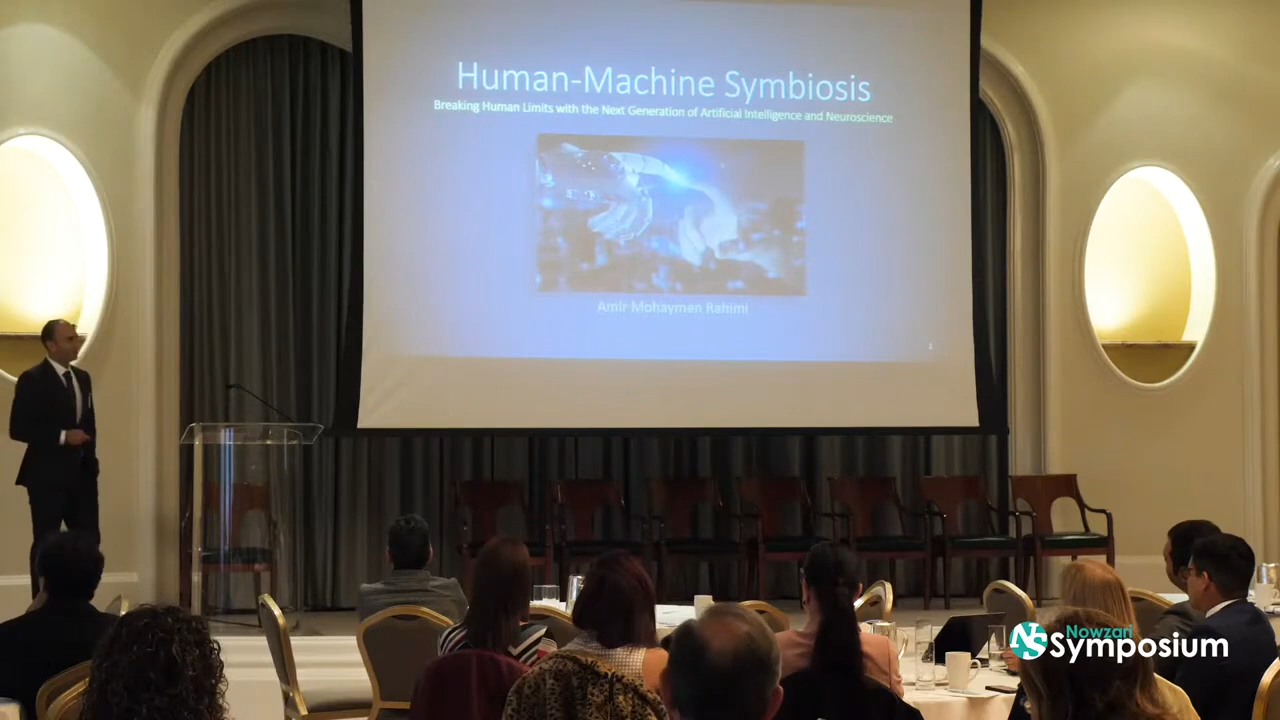 Human-Machine Symbiosis
Breaking Human Limits with the Next Generation of Artificial Intelligence and Neuroscience
Amir Mohaymen Rahimi
NS
Nowzari
Symposium